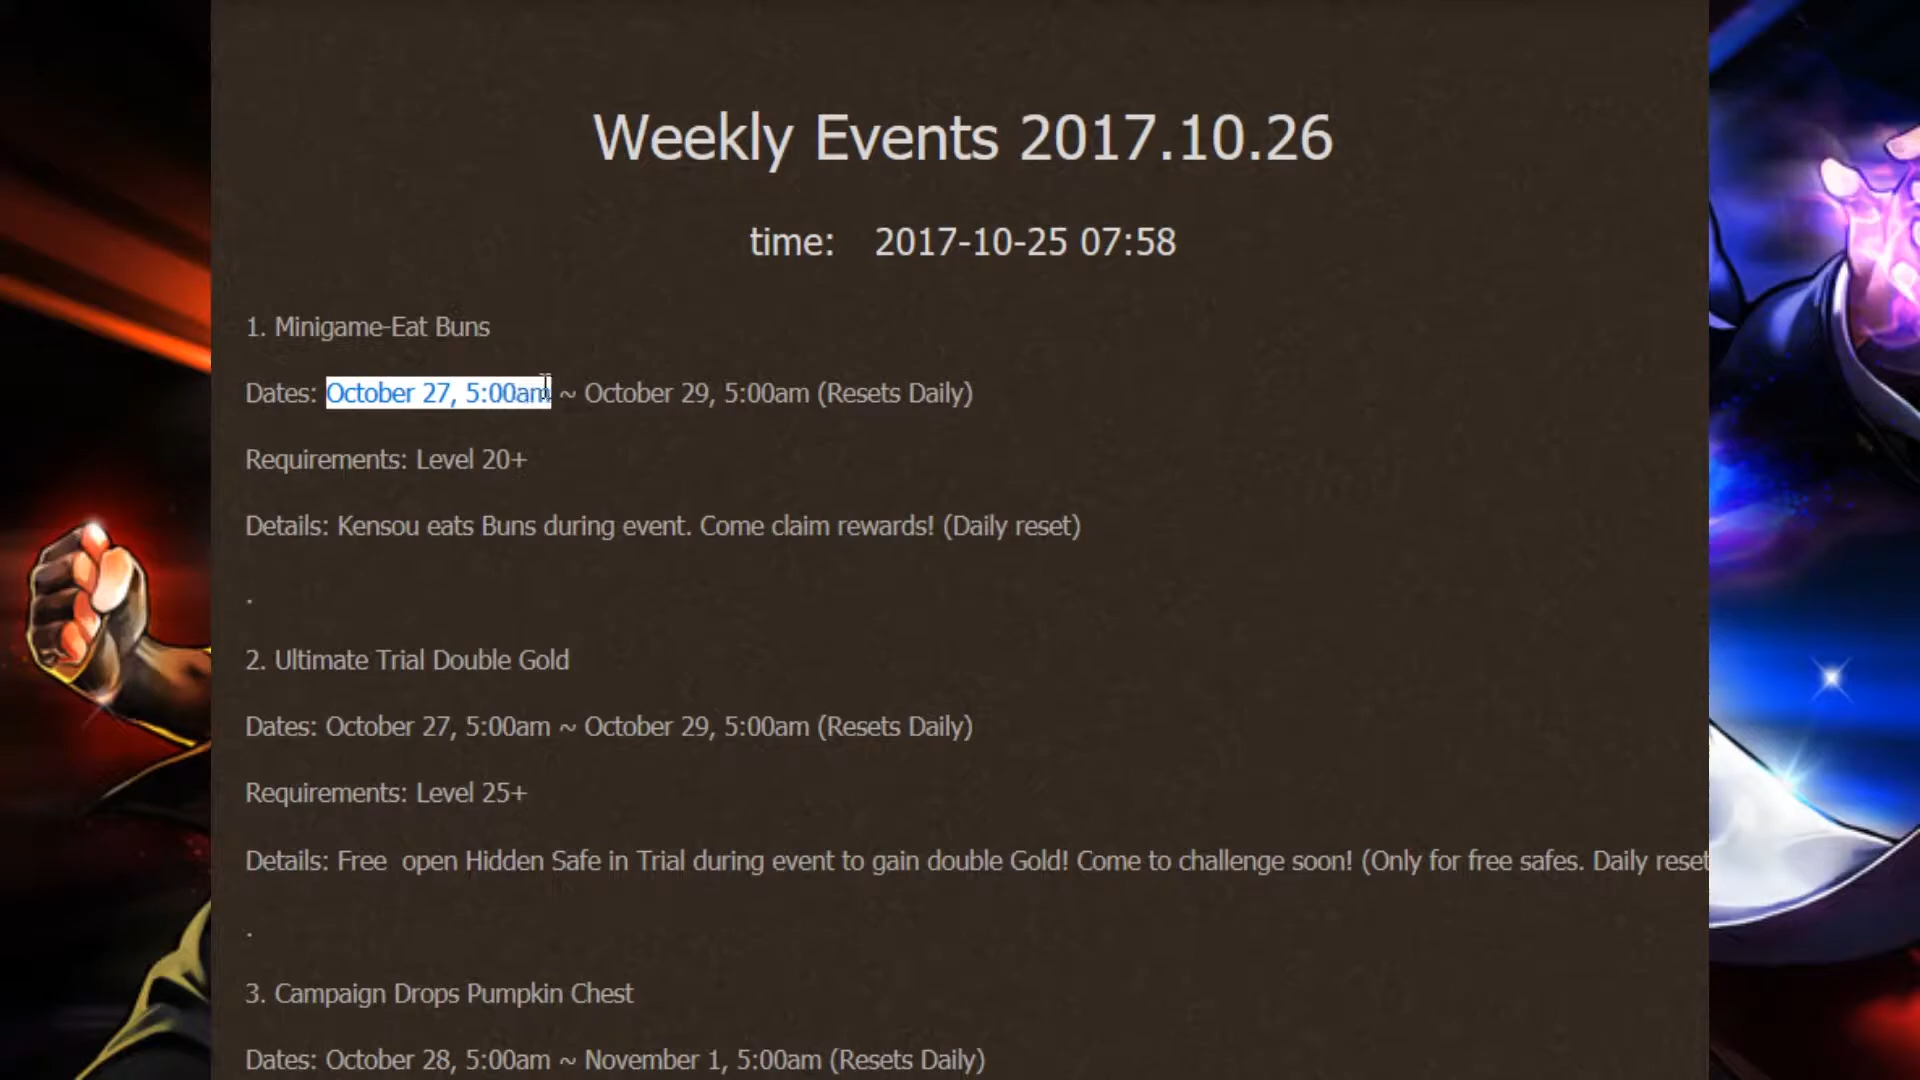 Weekly Events 2017.10.26
time: 2017-10-25 07:58
1. Minigame-Eat Buns
Dates: October 27, 5:00am ~ October 29, 5:00am (Resets Daily)
Requirements: Level 20+
Details: Kensou eats Buns during event. Come claim rewards! (Daily reset)
.
2. Ultimate Trial Double Gold
Dates: October 27, 5:00am ~ October 29, 5:00am (Resets Daily)
Requirements: Level 25+
Details: Free open Hidden Safe in Trial during event to gain double Gold! Come to challenge soon! (Only for free safes. Daily reset
.
3. Campaign Drops Pumpkin Chest
Dates: October 28, 5:00am ~ November 1, 5:00am (Resets Daily)